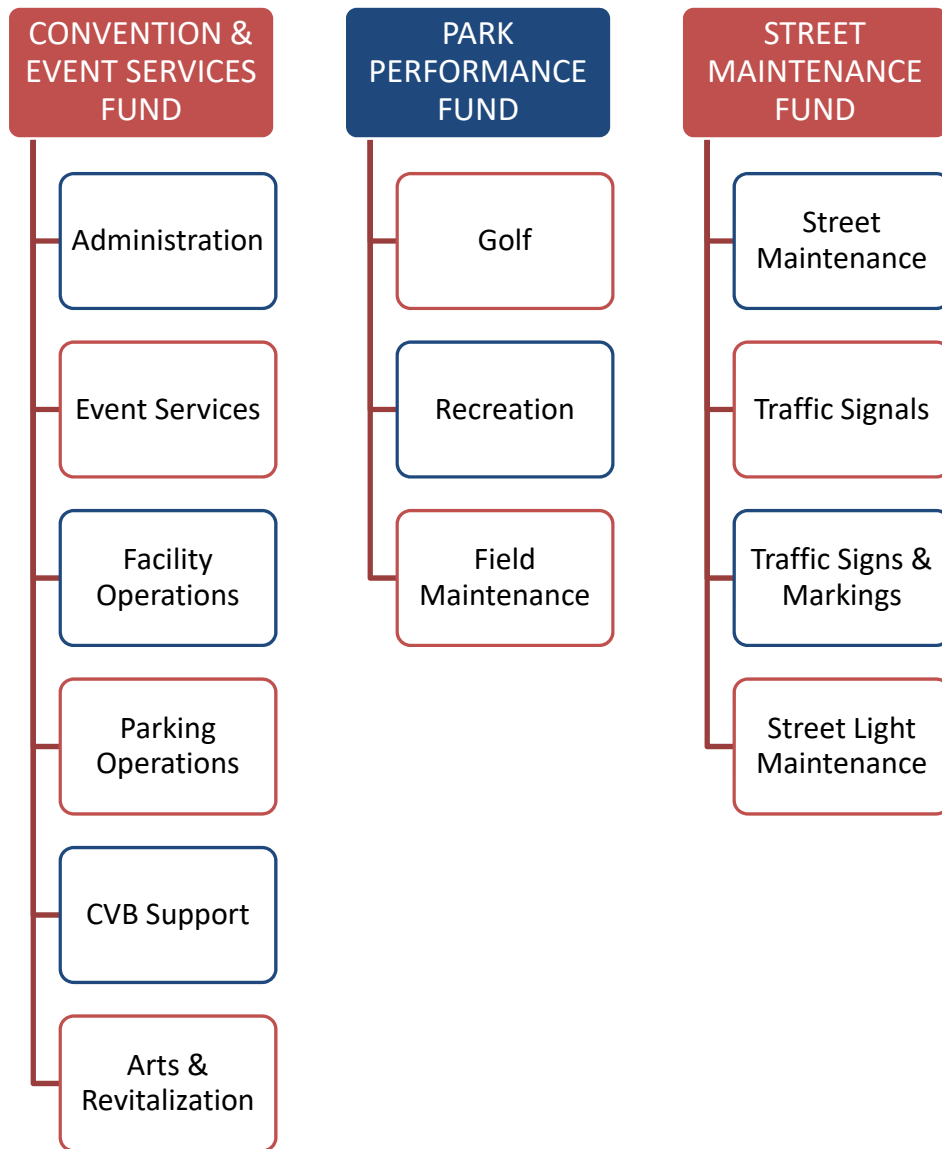 CONVENTION &
EVENT SERVICES
FUND
Administration
Event Services
Facility
Operations
Parking
Operations
CVB Support
Arts &
Revitalization
PARK
PERFORMANCE
FUND
Golf
Recreation
Field
Maintenance
STREET
MAINTENANCE
FUND
Street
Maintenance
Traffic Signals
Traffic Signs &
Markings
Street Light
Maintenance